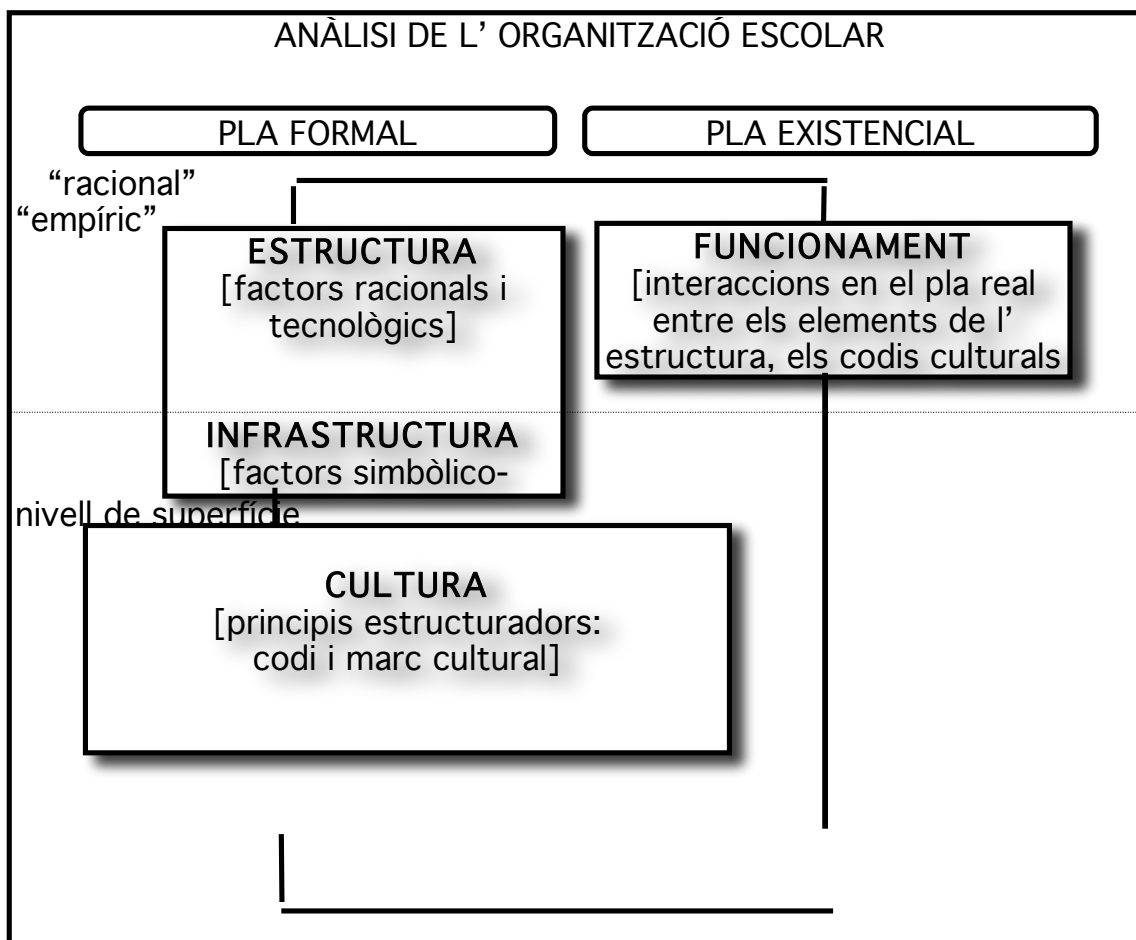 ANÀLISI DE L’ ORGANITZACIÓ ESCOLAR
PLA FORMAL
PLA EXISTENCIAL
“racional”
“empíric”
ESTRUCTURA
[factors racionals i
tecnològics]
FUNCIONAMENT
[interaccions en el pla real
entre els elements de l’
estructura, els codis culturals
INFRASTRUCTURA
[factors simbòlico-
nivell de superfície
CULTURA
[principis estructuradors:
codi i marc cultural]